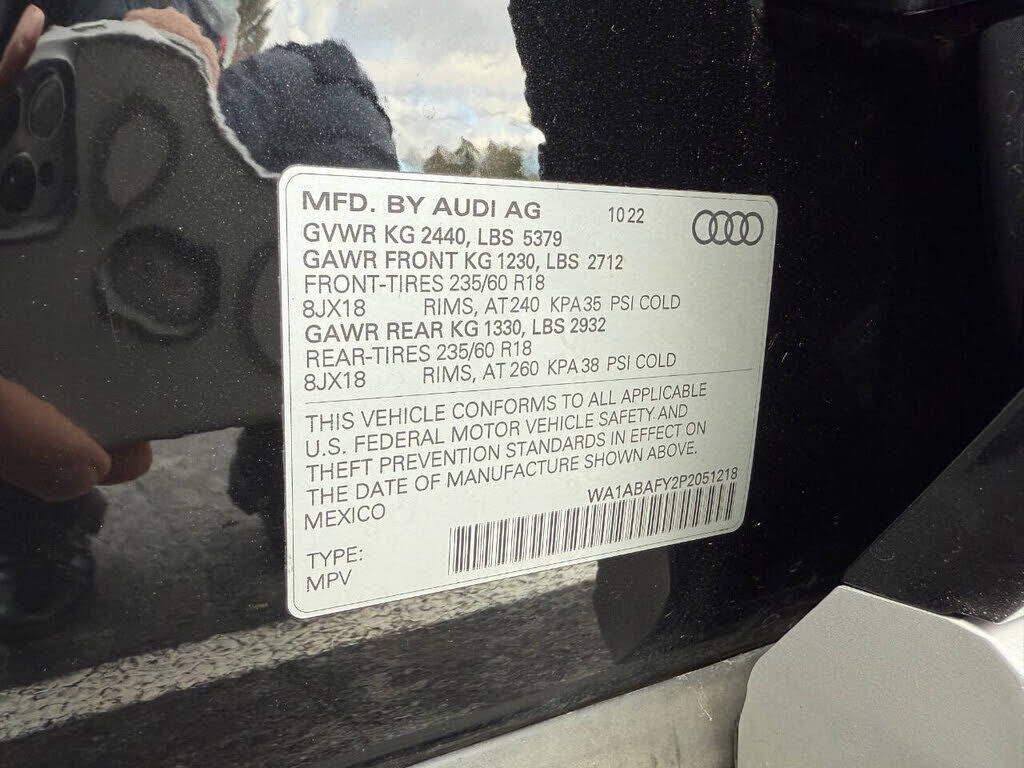 MFD. BY AUDI AG 10 22
GVWR KG 2440, LBS 5379
GAWR FRONT KG 1230, LBS 2712
FRONT-TIRES 235/60 R18
8JX18 RIMS, AT 240 KPA 35 PSI COLD
GAWR REAR KG 1330, LBS 2932
REAR-TIRES 235/60 R18
8JX18 RIMS, AT 260 KPA 38 PSI COLD
THIS VEHICLE CONFORMS TO ALL APPLICABLE
U.S. FEDERAL MOTOR VEHICLE SAFETY AND
THEFT PREVENTION STANDARDS IN EFFECT ON
THE DATE OF MANUFACTURE SHOWN ABOVE.
MEXICO WA1ABAFY2P2051218
TYPE:
MPV